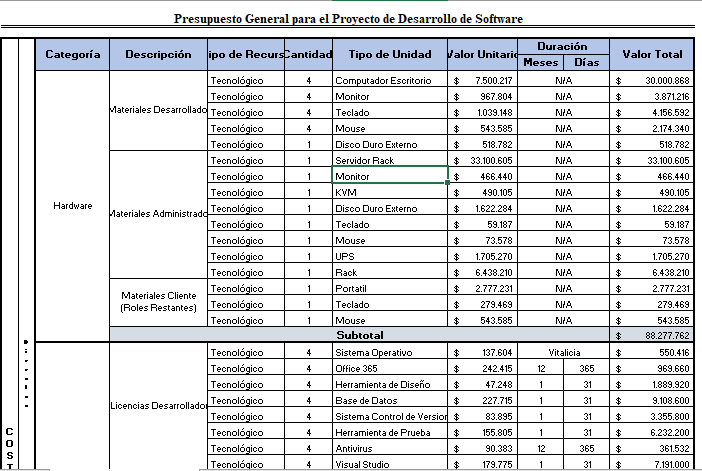 Presupuesto General para el Proyecto de Desarrollo de Software
Categoría Descripción ipo de Recurs Cantidad Tipo de Unidad Valor Unitario Duración Valor Total
Meses Días
Tecnológico 4 Computador Escritorio $ 7.500.217 N/A $ 30.000.868
Tecnológico 4 Monitor $ 967.804 N/A $ 3.871.216
Materiales Desarrollado Tecnológico 4 Teclado $ 1.039.148 N/A $ 4.156.592
Tecnológico 4 Mouse $ 543.585 N/A $ 2.174.340
Tecnológico 1 Disco Duro Externo $ 518.782 N/A $ 518.782
Tecnológico 1 Servidor Rack $ 33.100.605 N/A $ 33.100.605
Tecnológico 1 Monitor $ 466.440 N/A $ 466.440
Tecnológico 1 KVM $ 490.105 N/A $ 490.105
Hardware Materiales Administrado Tecnológico 1 Disco Duro Externo $ 1.622.284 N/A $ 1.622.284
Tecnológico 1 Teclado $ 59.187 N/A $ 59.187
Tecnológico 1 Mouse $ 73.578 N/A $ 73.578
Tecnológico 1 UPS $ 1.705.270 N/A $ 1.705.270
Tecnológico 1 Rack $ 6.438.210 N/A $ 6.438.210
Materiales Cliente (Roles Restantes) Tecnológico 1 Portatil $ 2.777.231 N/A $ 2.777.231
Tecnológico 1 Teclado $ 279.469 N/A $ 279.469
Tecnológico 1 Mouse $ 543.585 N/A $ 543.585
Subtotal $ 88.277.762
Tecnológico 4 Sistema Operativo $ 137.604 Vitalicia $ 550.416
Tecnológico 4 Office 365 $ 242.415 12 365 $ 969.660
Tecnológico 4 Herramienta de Diseño $ 47.248 1 31 $ 1.889.920
Licencias Desarrollador Tecnológico 4 Base de Datos $ 227.715 1 31 $ 9.108.600
Tecnológico 4 Sistema Control de Version $ 83.895 1 31 $ 3.355.800
Tecnológico 4 Herramienta de Prueba $ 155.805 1 31 $ 6.232.200
Tecnológico 4 Antivirus $ 90.383 12 365 $ 361.532
Tecnológico 4 Visual Studio $ 179.775 1 31 $ 7.191.000
C
O
S
T